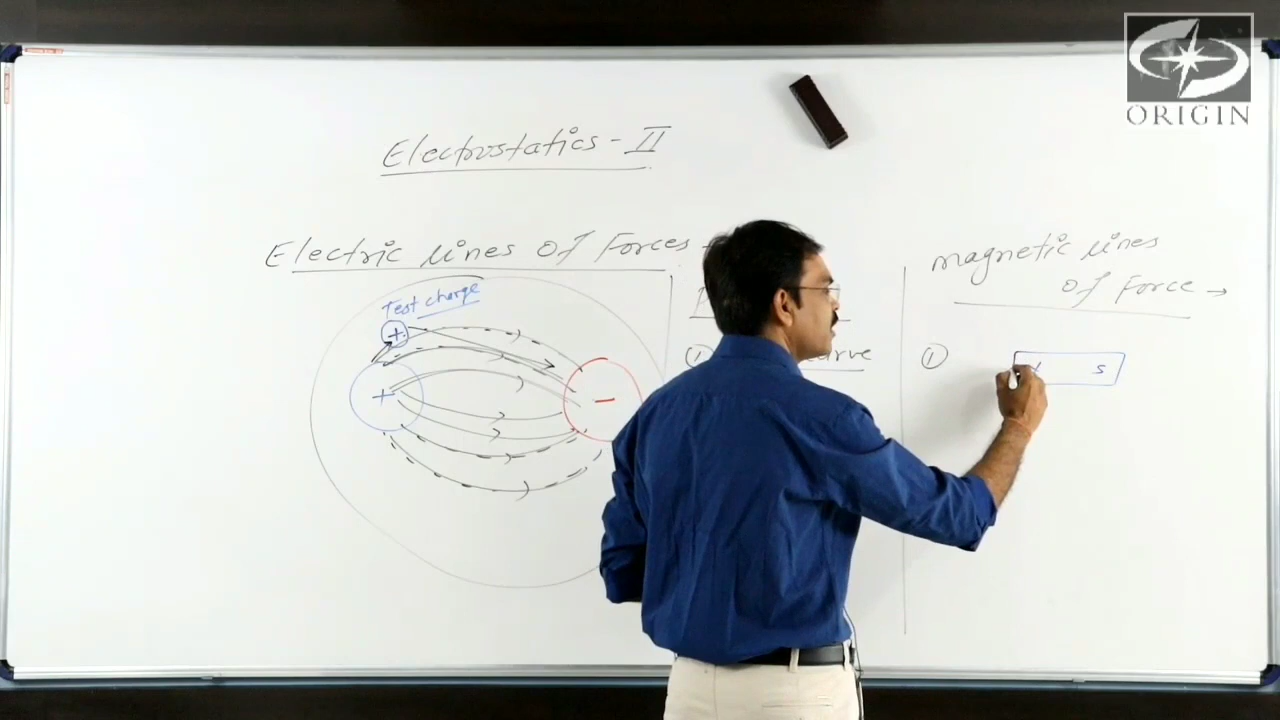 ORIGIN
Electrostatics - II
Electric Lines Of Forces
magnetic Lines
Of Force →
Test charge
+
+
-
①
①
S